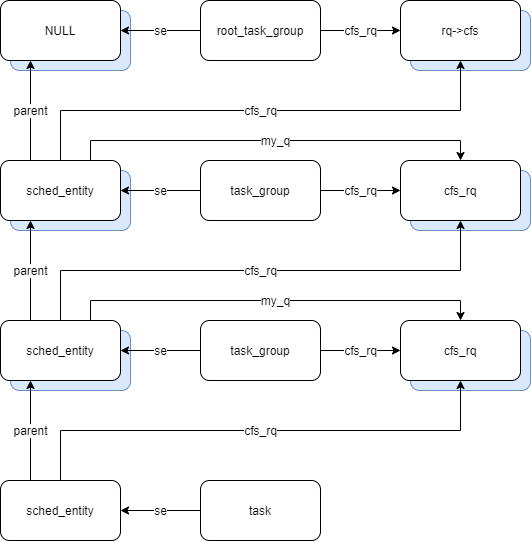 NULL
se
root_task_group
cfs_rq
rq->cfs
parent
cfs_rq
my_q
sched_entity
se
task_group
cfs_rq
cfs_rq
parent
cfs_rq
my_q
sched_entity
se
task_group
cfs_rq
cfs_rq
parent
cfs_rq
sched_entity
se
task